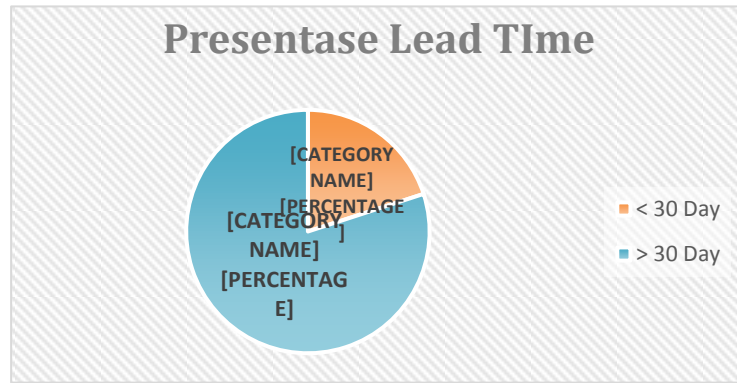 Presentase Lead TIme
[CATEGORY
NAME]
[PERCENTAGE
]
[CATEGORY
NAME]
[PERCENTAG
E]
< 30 Day
> 30 Day